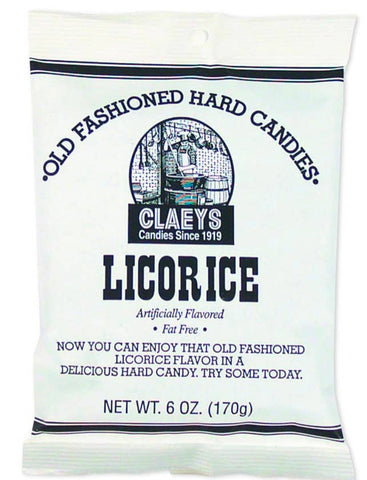 •OLD FASHIONED HARD CANDIES•
CLAEYS
Candies Since 1919
LICORICE
Artificially Flavored
• Fat Free •
NOW YOU CAN ENJOY THAT OLD FASHIONED
LICORICE FLAVOR IN A
DELICIOUS HARD CANDY. TRY SOME TODAY.
NET WT. 6 OZ. (170g)